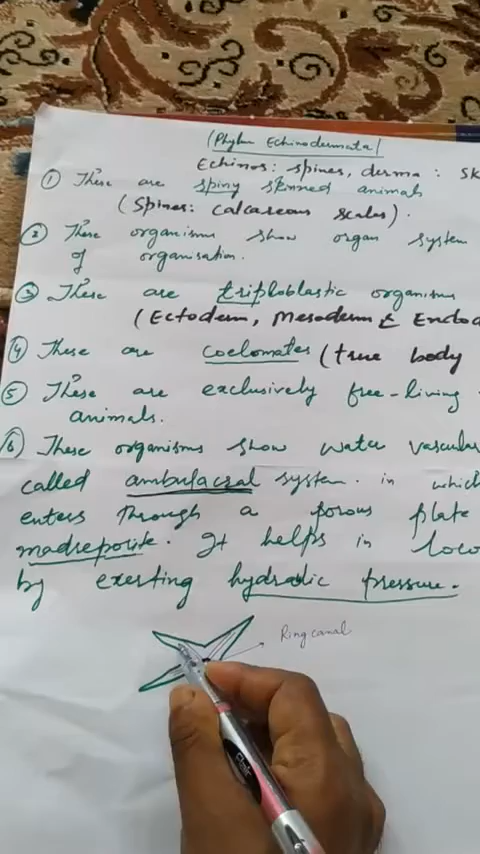 (Phylum Echinodermata)
Echinos: spines, derma: sk
① These are spiny skinned animals
(Spines: calcareous scales).
② These organisms show organ system
of organisation.
③ These are triploblastic organisms
(Ectoderm, Mesoderm & Endod
④ These are coelomates (true body
⑤ These are exclusively free-living
animals.
⑥ These organisms show water vascular
called ambulacral system. in which
enters through a porous plate
madreporite. It helps in loco
by exerting hydraulic pressure.
Ring canal